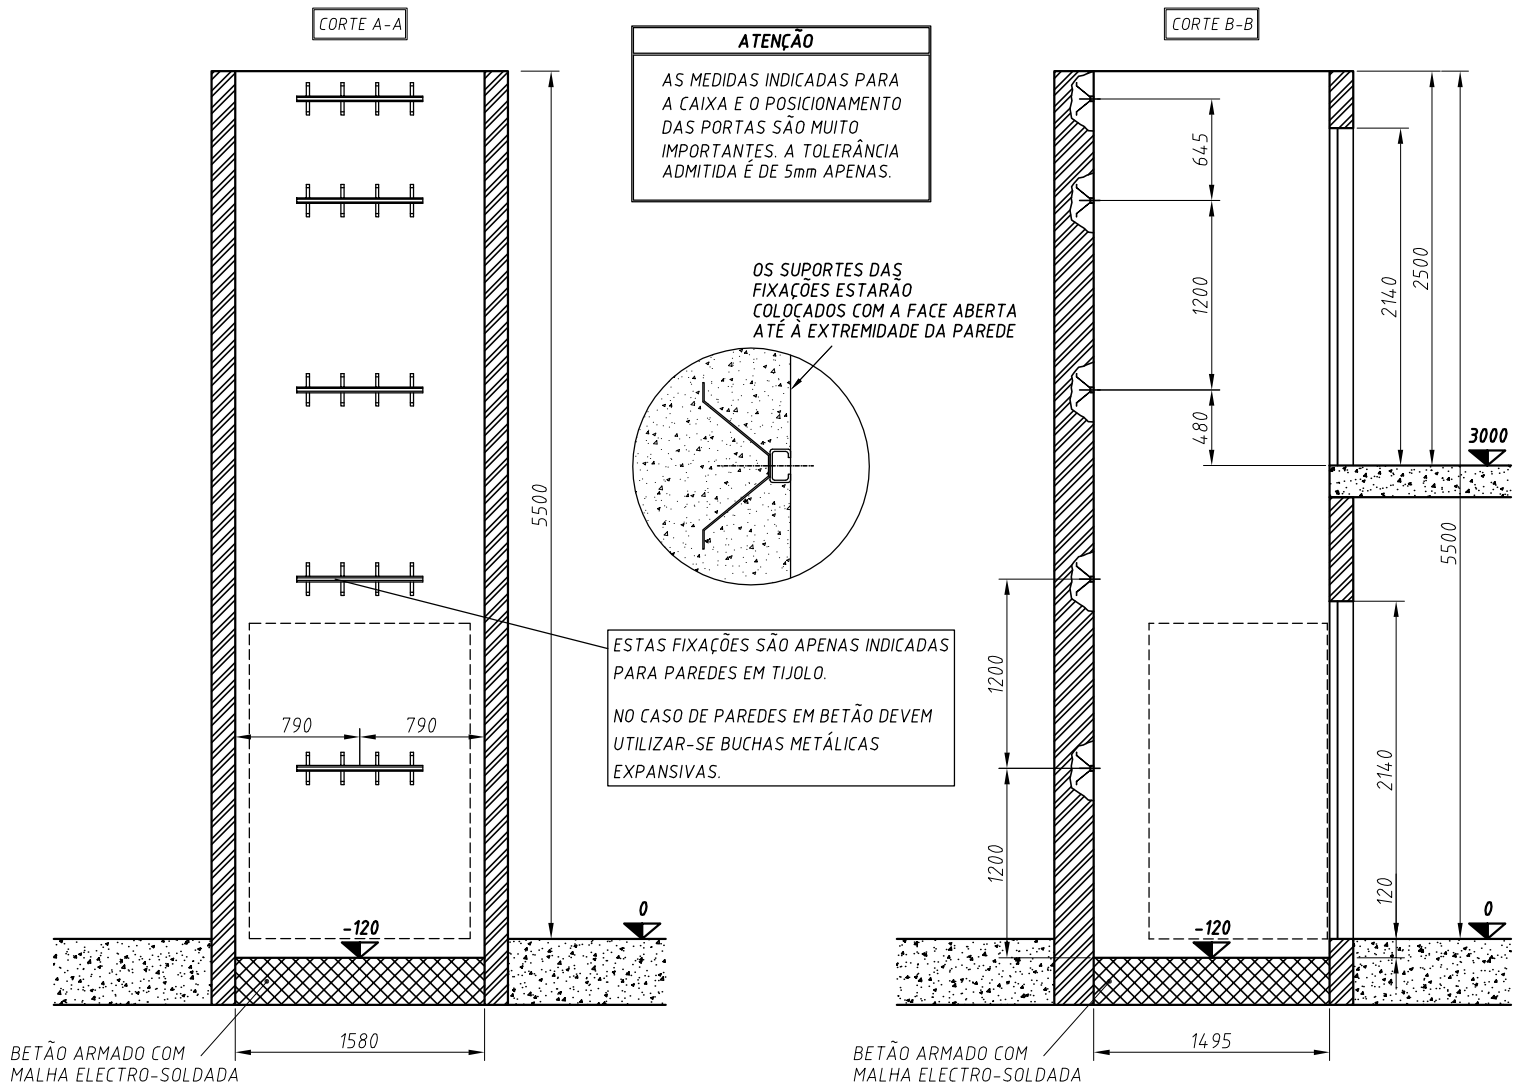 CORTE A-A
CORTE B-B
ATENÇÃO
AS MEDIDAS INDICADAS PARA
A CAIXA E O POSICIONAMENTO
DAS PORTAS SÃO MUITO
IMPORTANTES. A TOLERÂNCIA
ADMITIDA É DE 5mm APENAS.
OS SUPORTES DAS
FIXAÇÕES ESTARÃO
COLOCADOS COM A FACE ABERTA
ATÉ À EXTREMIDADE DA PAREDE
ESTAS FIXAÇÕES SÃO APENAS INDICADAS
PARA PAREDES EM TIJOLO.
NO CASO DE PAREDES EM BETÃO DEVEM
UTILIZAR-SE BUCHAS METÁLICAS
EXPANSIVAS.
5500
790
790
-120
0
1580
BETÃO ARMADO COM
MALHA ELECTRO-SOLDADA
645
1200
480
2140
2500
3000
5500
1200
1200
2140
120
-120
0
1495
BETÃO ARMADO COM
MALHA ELECTRO-SOLDADA